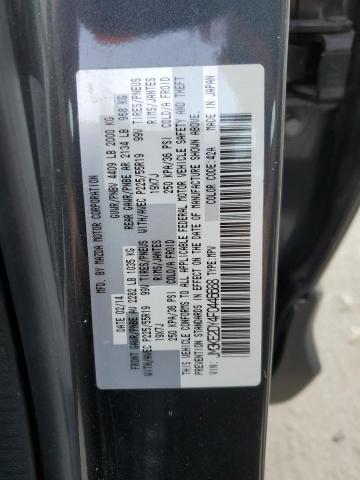 MFD. BY MAZDA MOTOR CORPORATION
02/14 GVWR/PNBV 4409 LB 2000 KG
FRONT GAWR/PNBE AV 2282 LB 1035 KG REAR GAWR/PNBE AR 2134 LB 968 KG
WITH/AVEC P225/55R19 99V TIRES/PNEUS WITH/AVEC P225/55R19 99V TIRES/PNEUS
19X7J RIMS/JANTES 19X7J RIMS/JANTES
250 KPA/36 PSI COLD/A FROID 250 KPA/36 PSI COLD/A FROID
THIS VEHICLE CONFORMS TO ALL APPLICABLE FEDERAL MOTOR VEHICLE SAFETY AND THEFT
PREVENTION STANDARDS IN EFFECT ON THE DATE OF MANUFACTURE SHOWN ABOVE.
MADE IN JAPAN
VIN: TYPE: MPV COLOR CODE: 42A